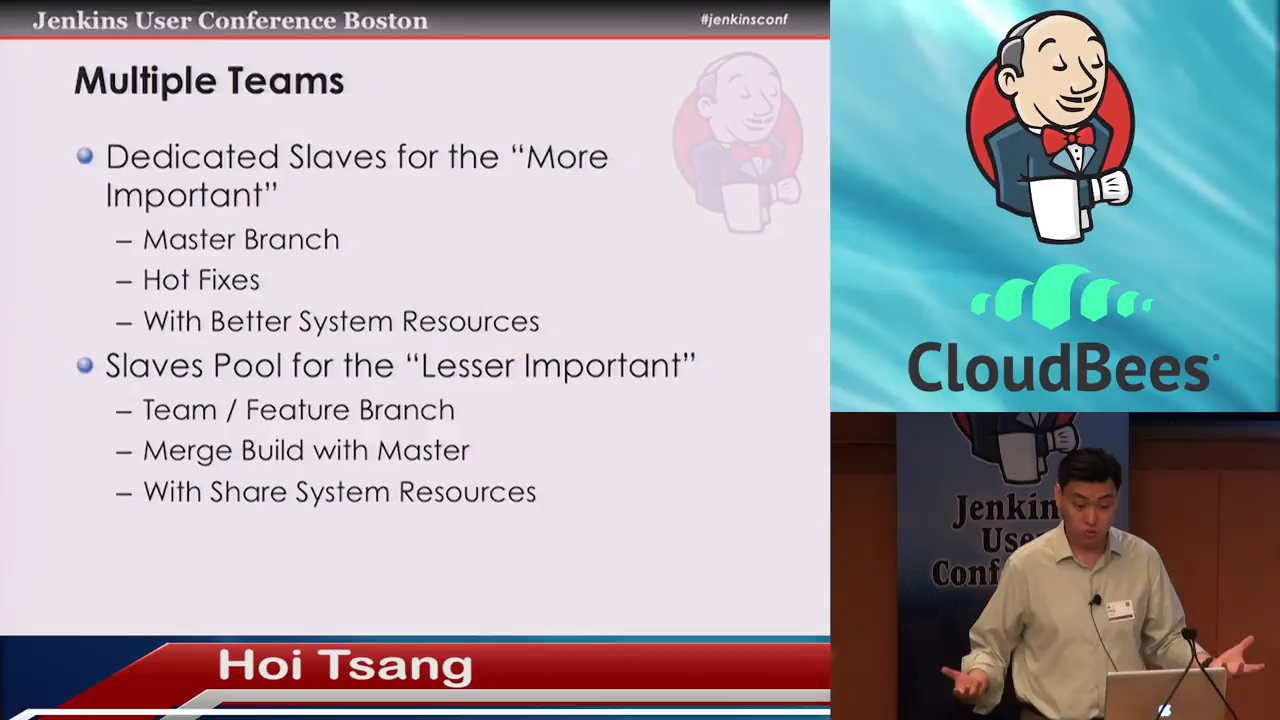 Jenkins User Conference Boston
#jenkinsconf
Multiple Teams
Dedicated Slaves for the “More
Important”
– Master Branch
– Hot Fixes
– With Better System Resources
Slaves Pool for the “Lesser Important”
– Team / Feature Branch
– Merge Build with Master
– With Share System Resources
Hoi Tsang
CloudBees
Jenkin
Use
Conf